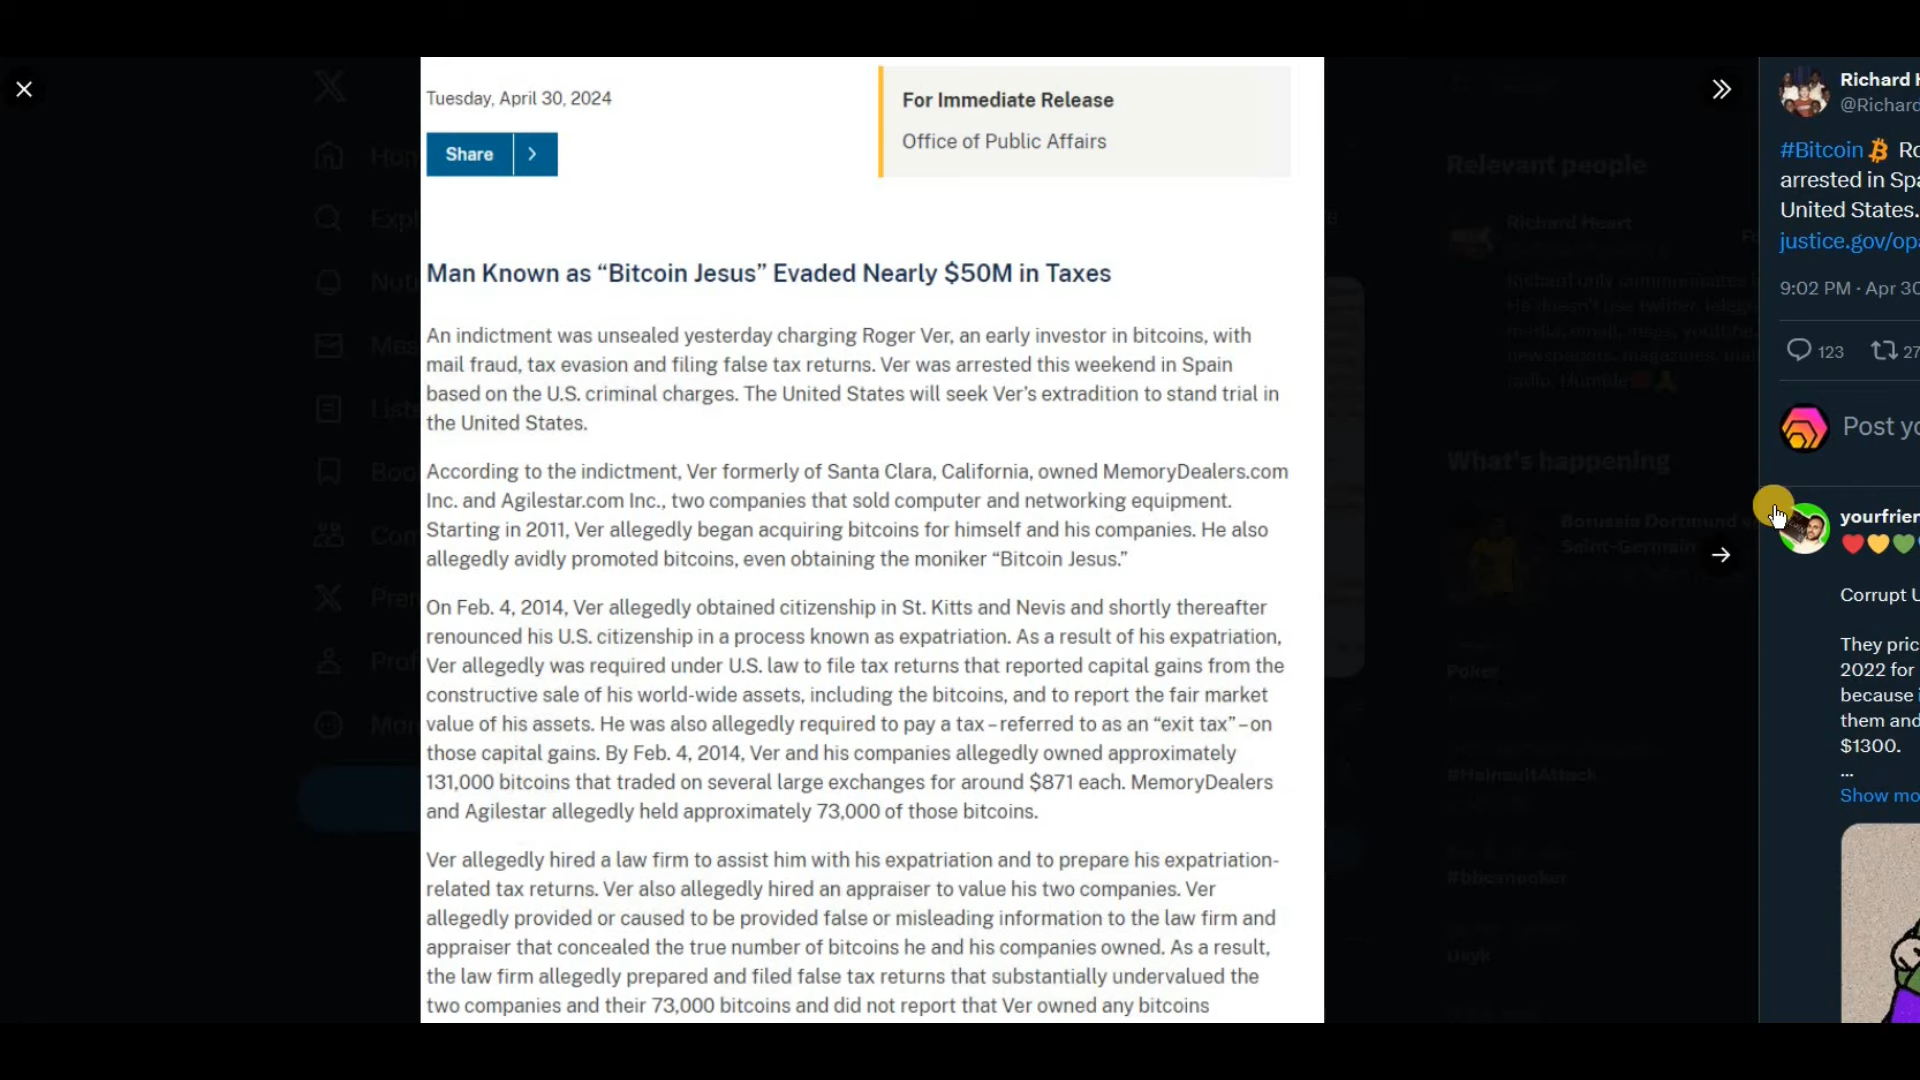 Tuesday, April 30, 2024
Share
For Immediate Release
Office of Public Affairs
Man Known as “Bitcoin Jesus” Evaded Nearly $50M in Taxes
An indictment was unsealed yesterday charging Roger Ver, an early investor in bitcoins, with
mail fraud, tax evasion and filing false tax returns. Ver was arrested this weekend in Spain
based on the U.S. criminal charges. The United States will seek Ver’s extradition to stand trial in
the United States.
According to the indictment, Ver formerly of Santa Clara, California, owned MemoryDealers.com
Inc. and Agilestar.com Inc., two companies that sold computer and networking equipment.
Starting in 2011, Ver allegedly began acquiring bitcoins for himself and his companies. He also
allegedly avidly promoted bitcoins, even obtaining the moniker “Bitcoin Jesus.”
On Feb. 4, 2014, Ver allegedly obtained citizenship in St. Kitts and Nevis and shortly thereafter
renounced his U.S. citizenship in a process known as expatriation. As a result of his expatriation,
Ver allegedly was required under U.S. law to file tax returns that reported capital gains from the
constructive sale of his world-wide assets, including the bitcoins, and to report the fair market
value of his assets. He was also allegedly required to pay a tax – referred to as an “exit tax” – on
those capital gains. By Feb. 4, 2014, Ver and his companies allegedly owned approximately
131,000 bitcoins that traded on several large exchanges for around $871 each. MemoryDealers
and Agilestar allegedly held approximately 73,000 of those bitcoins.
Ver allegedly hired a law firm to assist him with his expatriation and to prepare his expatriation-
related tax returns. Ver also allegedly hired an appraiser to value his two companies. Ver
allegedly provided or caused to be provided false or misleading information to the law firm and
appraiser that concealed the true number of bitcoins he and his companies owned. As a result,
the law firm allegedly prepared and filed false tax returns that substantially undervalued the
two companies and their 73,000 bitcoins and did not report that Ver owned any bitcoins
Relevant people
Richard Heart
What's happening
Borussia Dortmund
Saint-Germain
Poker
#HainaultAttack
#bbcsnooker
Richard
@Richard
#Bitcoin
arrested in
United States.
justice.gov/
9:02 PM · Apr 30
123
27
Post
Corrupt
They
2022 for
because
them and
$1300.
...
Show